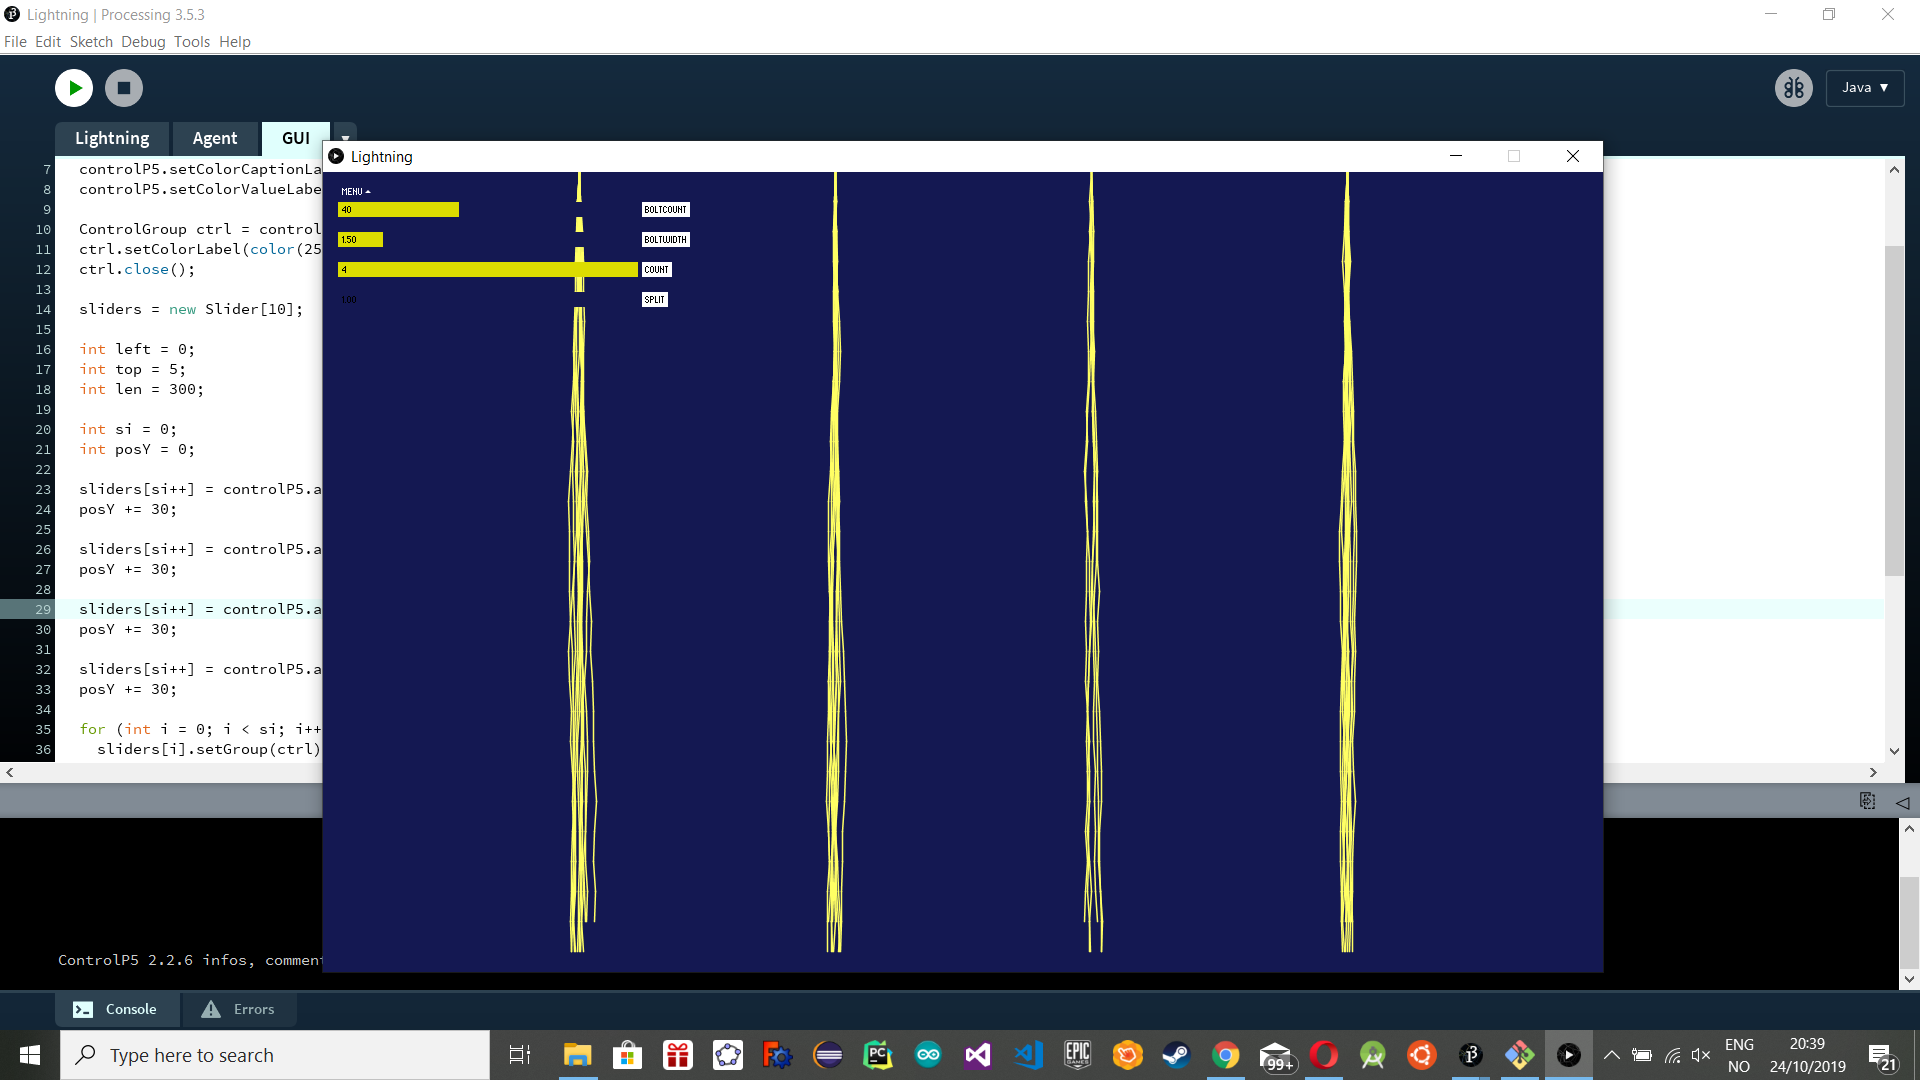 Lightning | Processing 3.5.3
File Edit Sketch Debug Tools Help
Java ▼
Lightning Agent GUI
7 controlP5.setColorCaptionLa
8 controlP5.setColorValueLabe
9
10 ControlGroup ctrl = control
11 ctrl.setColorLabel(color(25
12 ctrl.close();
13
14 sliders = new Slider[10];
15
16 int left = 0;
17 int top = 5;
18 int len = 300;
19
20 int si = 0;
21 int posY = 0;
22
23 sliders[si++] = controlP5.a
24 posY += 30;
25
26 sliders[si++] = controlP5.a
27 posY += 30;
28
29 sliders[si++] = controlP5.a
30 posY += 30;
31
32 sliders[si++] = controlP5.a
33 posY += 30;
34
35 for (int i = 0; i < si; i++
36 sliders[i].setGroup(ctrl)
Lightning
MENU
40 BOLTCOUNT
1.50 BOLTWIDTH
4 COUNT
1.00 SPLIT
ControlP5 2.2.6 infos, comment
Console Errors
Type here to search
PC
EPIC GAMES
99+
ENG
NO
20:39
24/10/2019
21